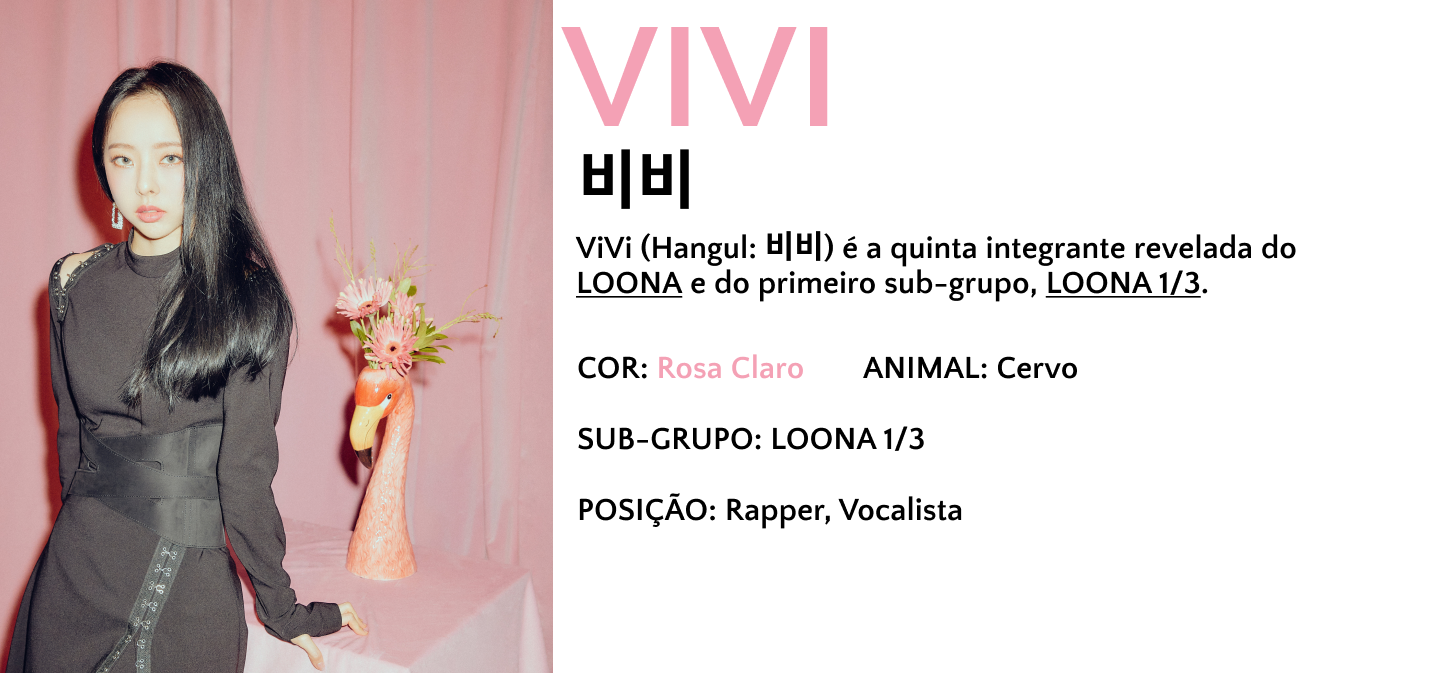 VIVI
비비
ViVi (Hangul: 비비) é a quinta integrante revelada do
LOONA e do primeiro sub-grupo, LOONA 1/3.
COR: Rosa Claro ANIMAL: Cervo
SUB-GRUPO: LOONA 1/3
POSIÇÃO: Rapper, Vocalista